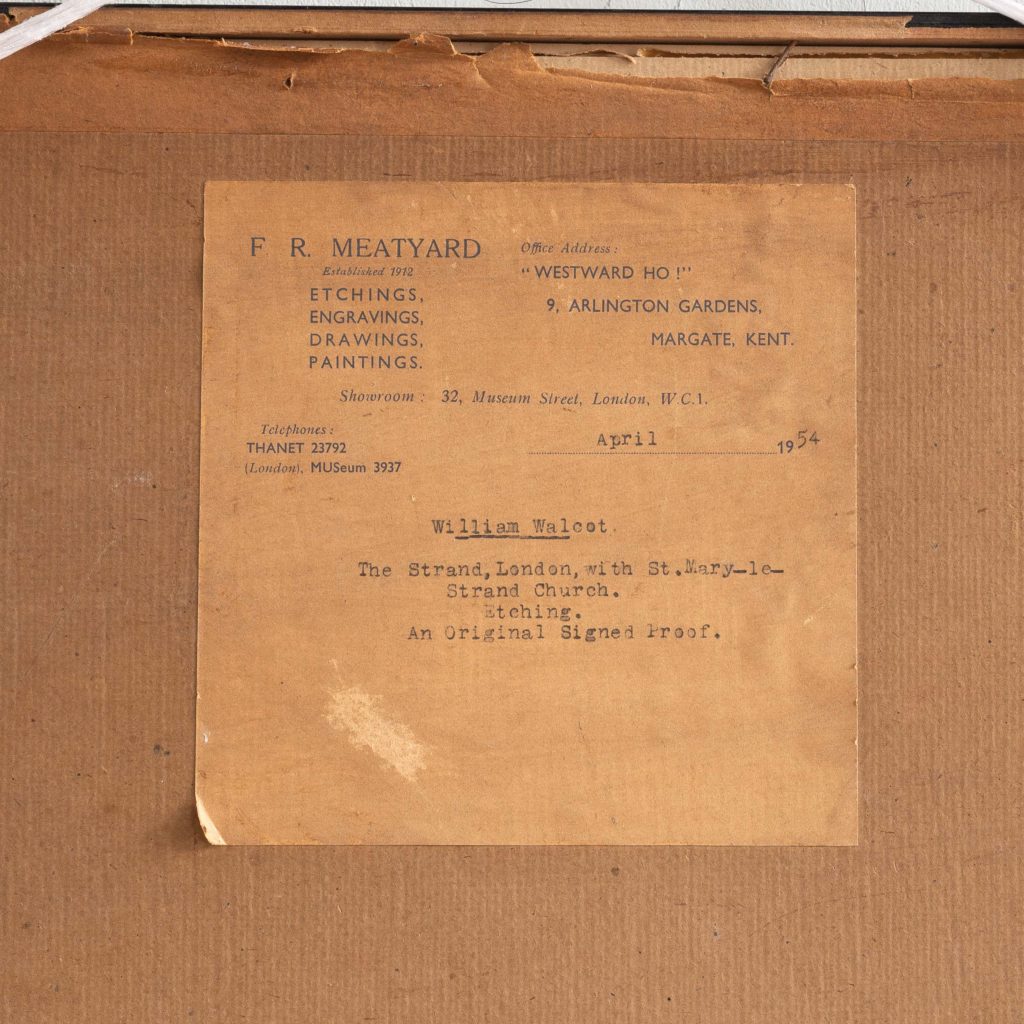 F. R. MEATYARD
Established 1912
ETCHINGS,
ENGRAVINGS,
DRAWINGS,
PAINTINGS.
Office Address:
"WESTWARD HO!"
9, ARLINGTON GARDENS,
MARGATE, KENT.
Showroom: 32, Museum Street, London, W.C.1.
Telephones:
THANET 23792
(London), MUSeum 3937
April 1954
William Walcot.
The Strand,London,with St.Mary-le-
Strand Church.
Etching.
An Original Signed Proof.